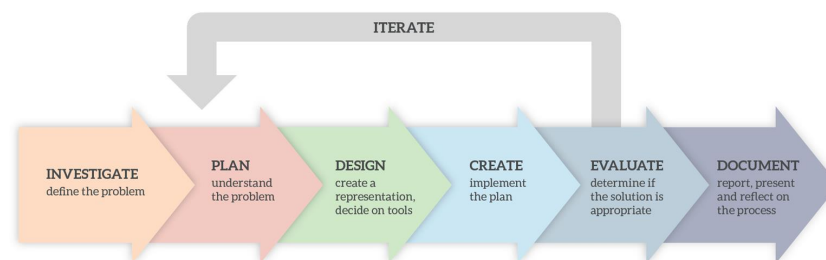 ITERATE
INVESTIGATE
define the problem
PLAN
understand
the problem
DESIGN
create a
representation,
decide on tools
CREATE
implement
the plan
EVALUATE
determine if
the solution is
appropriate
DOCUMENT
report, present
and reflect on
the process